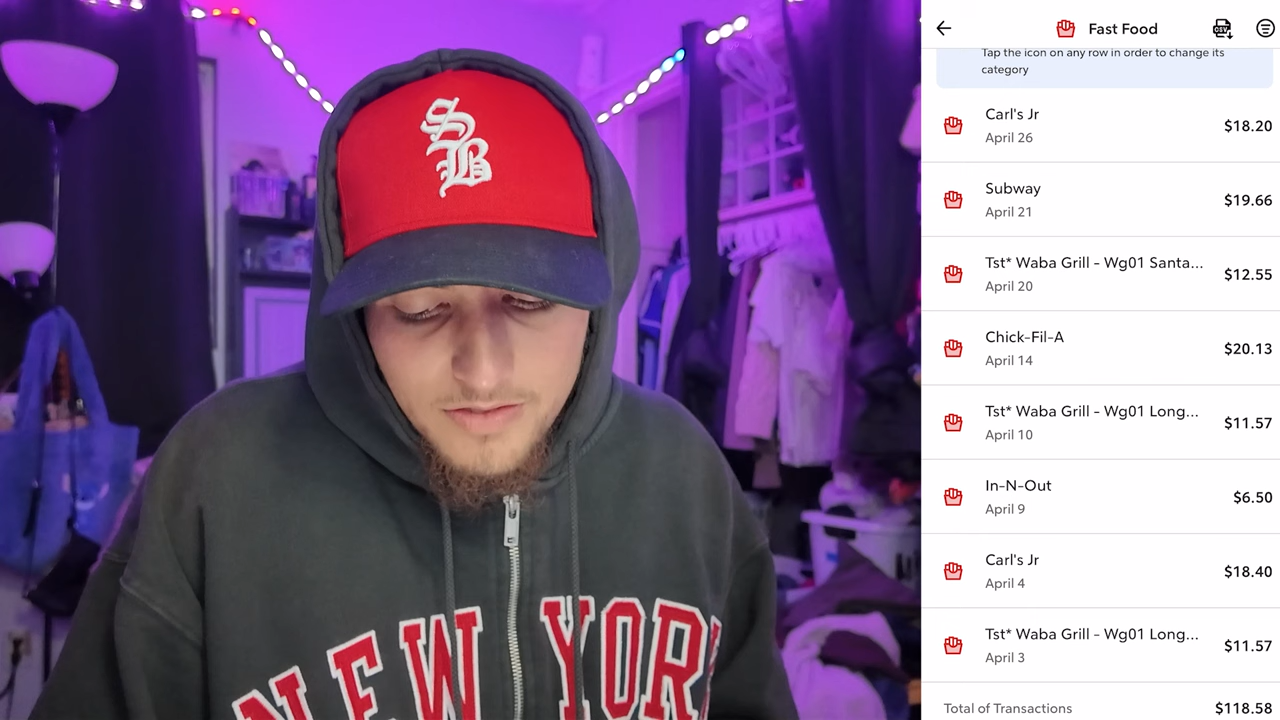 SB
NEW YORK
Fast Food
CSV
Tap the icon on any row in order to change its
category
Carl's Jr
April 26
$18.20
Subway
April 21
$19.66
Tst* Waba Grill - Wg01 Santa...
April 20
$12.55
Chick-Fil-A
April 14
$20.13
Tst* Waba Grill - Wg01 Long...
April 10
$11.57
In-N-Out
April 9
$6.50
Carl's Jr
April 4
$18.40
Tst* Waba Grill - Wg01 Long...
April 3
$11.57
Total of Transactions
$118.58